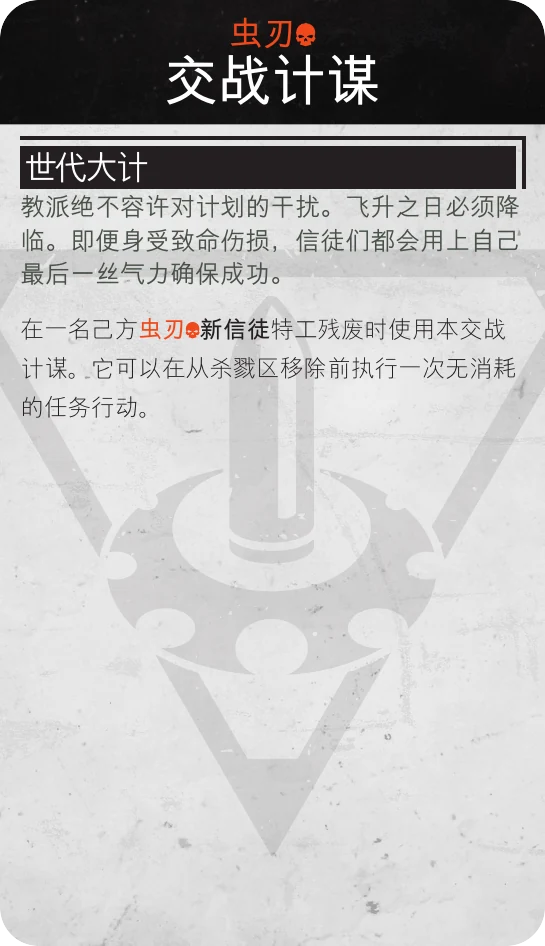 虫刃
交战计谋
世代大计
教派绝不容许对计划的干扰。飞升之日必须降
临。即便身受致命伤损，信徒们都会用上自己
最后一丝气力确保成功。
在一名己方虫刃新信徒特工残废时使用本交战
计谋。它可以在从杀戮区移除前执行一次无消耗
的任务行动。